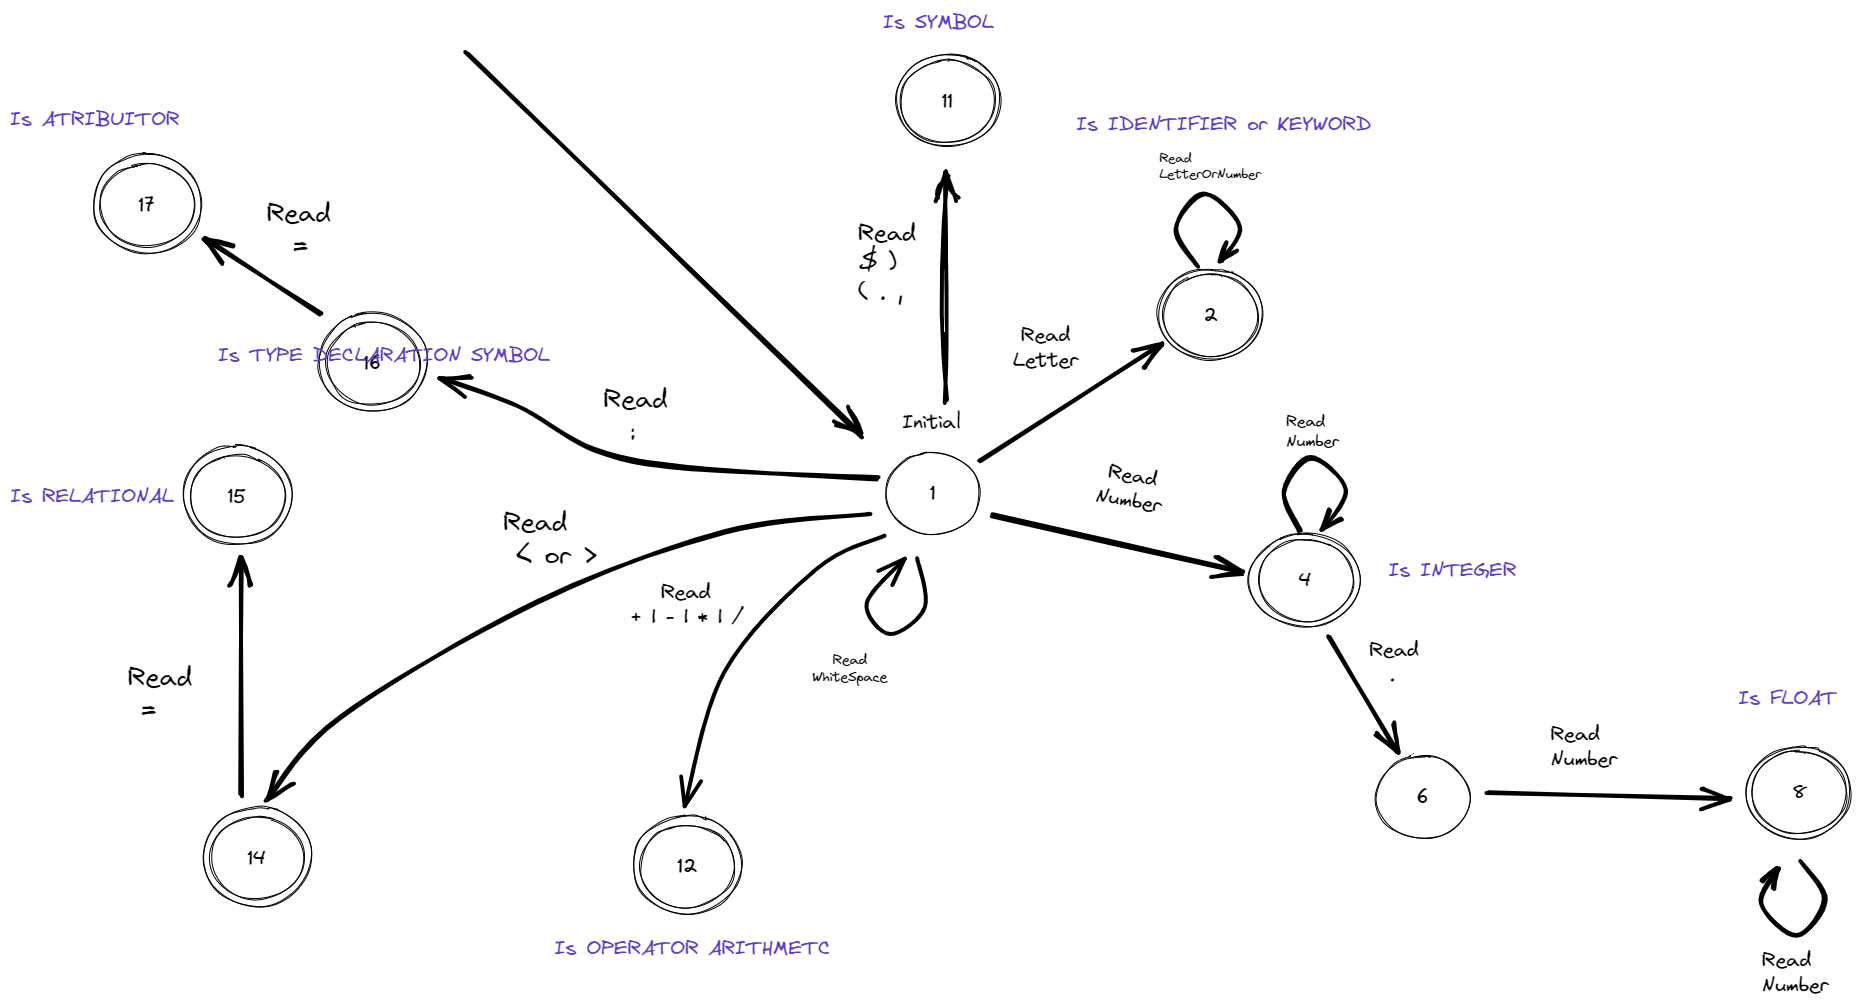 Is SYMBOL
11
Is ATRIBUITOR
17
Is IDENTIFIER or KEYWORD
Read
LetterOrNumber
2
Read
=
Read
$ )
( . ,
Read
Letter
Is TYPE DECLARATION SYMBOL
16
Read
:
Initial
1
Read
Number
Read
Number
4
Is INTEGER
Is RELATIONAL
15
Read
< or >
Read
+ | - | * | /
Read
WhiteSpace
Read
=
Read
.
14
12
Is OPERATOR ARITHMETC
6
Read
Number
Is FLOAT
8
Read
Number